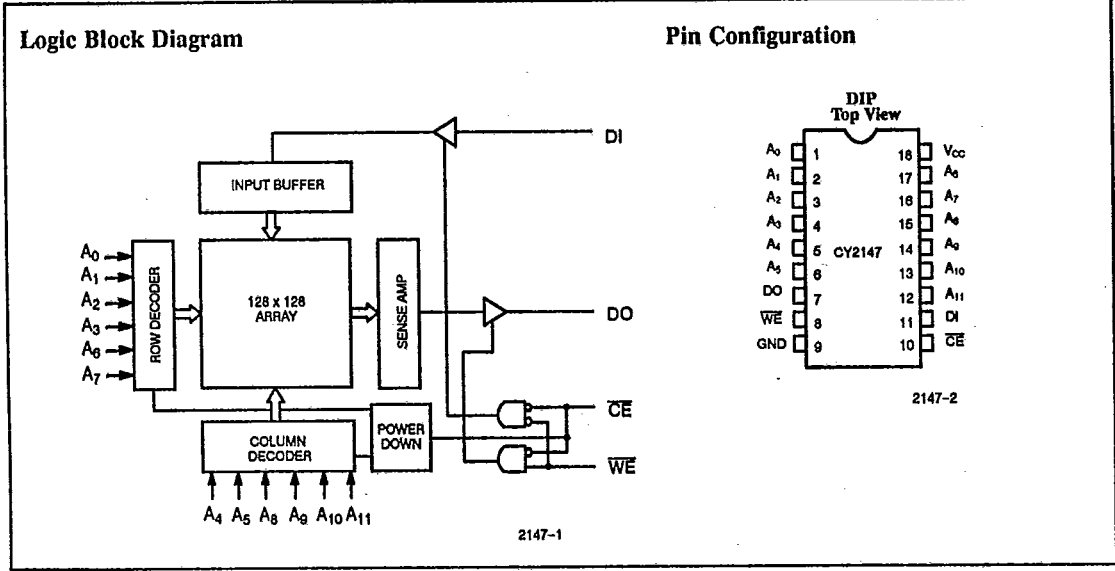 Logic Block Diagram
DI
INPUT BUFFER
A0
A1
A2
A3
A6
A7
ROW DECODER
128 x 128
ARRAY
SENSE AMP
DO
COLUMN
DECODER
POWER
DOWN
CE
WE
A4 A5 A8 A9 A10 A11
2147-1
Pin Configuration
DIP
Top View
A0 1 18 VCC
A1 2 17 A6
A2 3 16 A7
A3 4 15 A8
A4 5 CY2147 14 A9
A5 6 13 A10
DO 7 12 A11
WE 8 11 DI
GND 9 10 CE
2147-2